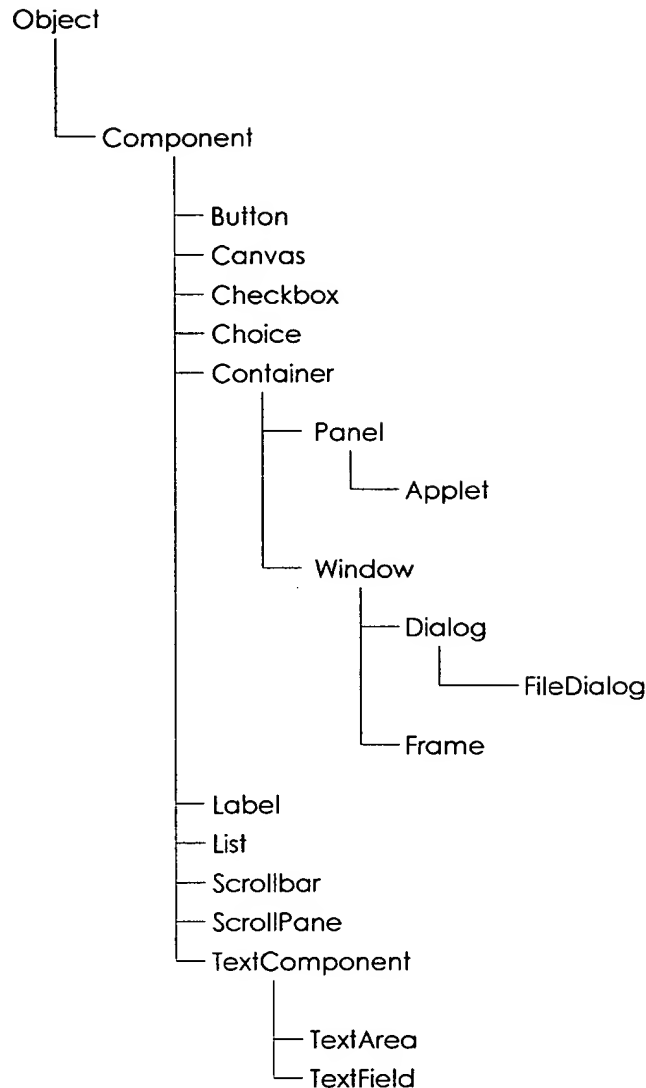 Object
Component
Button
Canvas
Checkbox
Choice
Container
Panel
Applet
Window
Dialog
FileDialog
Frame
Label
List
Scrollbar
ScrollPane
TextComponent
TextArea
TextField